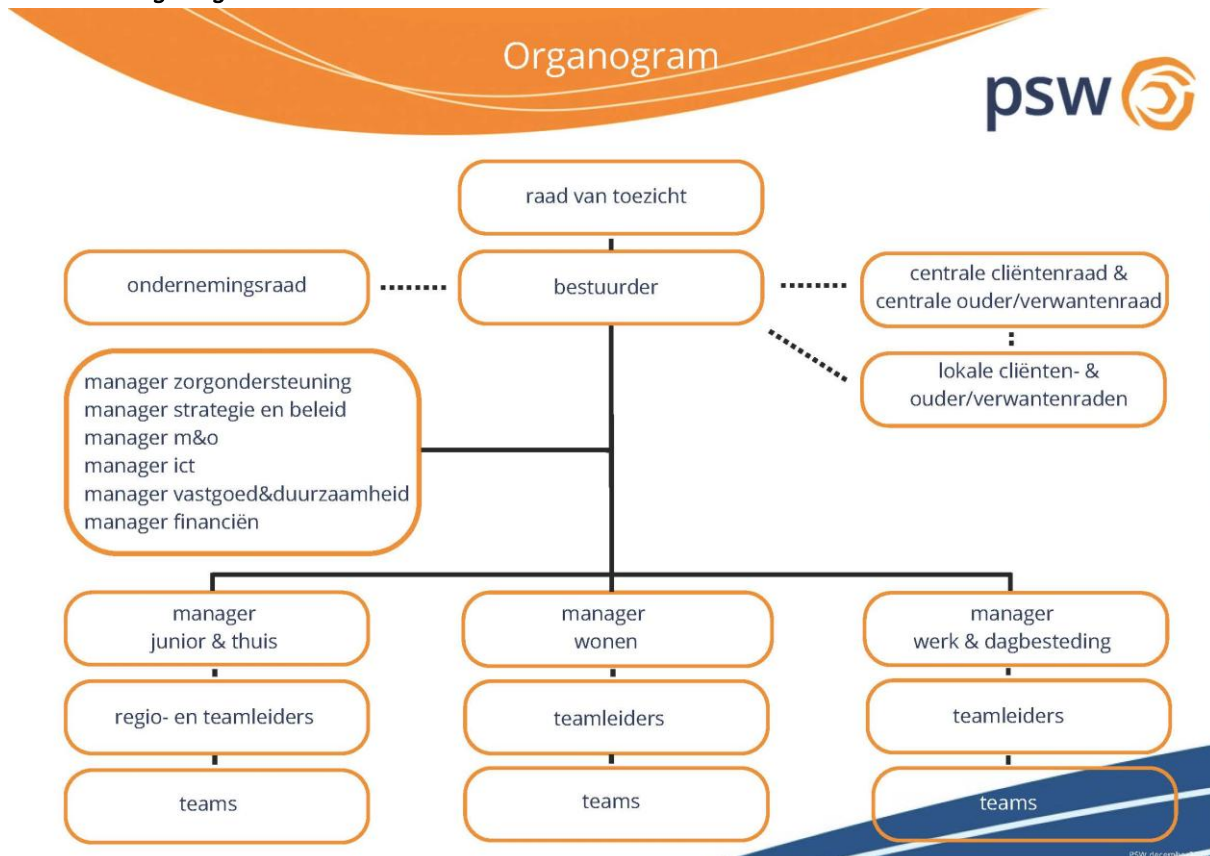 Organogram
psw
raad van toezicht
ondernemingsraad
bestuurder
centrale cliëntenraad &
centrale ouder/verwantenraad
lokale cliënten- &
ouder/verwantenraden
manager zorgondersteuning
manager strategie en beleid
manager m&o
manager ict
manager vastgoed&duurzaamheid
manager financiën
manager
junior & thuis
manager
wonen
manager
werk & dagbesteding
regio- en teamleiders
teamleiders
teamleiders
teams
teams
teams